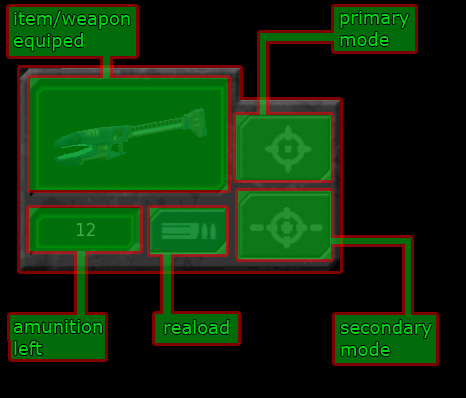 item/weapon
equiped
primary
mode
12
amunition
left
reaload
secondary
mode